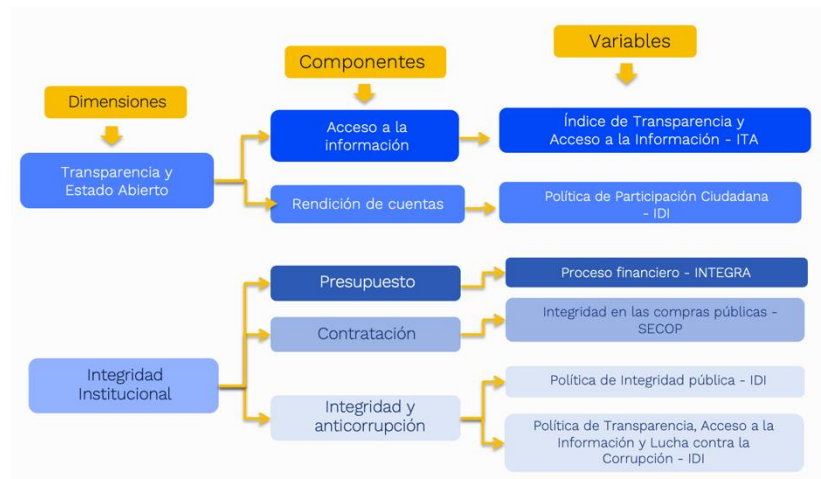 Variables
Componentes
Dimensiones
Acceso a la
información
Índice de Transparencia y
Acceso a la Información - ITA
Transparencia y
Estado Abierto
Rendición de cuentas
Política de Participación Ciudadana
- IDI
Presupuesto
Proceso financiero - INTEGRA
Contratación
Integridad en las compras públicas -
SECOP
Integridad
Institucional
Política de Integridad pública - IDI
Integridad y
anticorrupción
Política de Transparencia, Acceso a la
Información y Lucha contra la
Corrupción - IDI